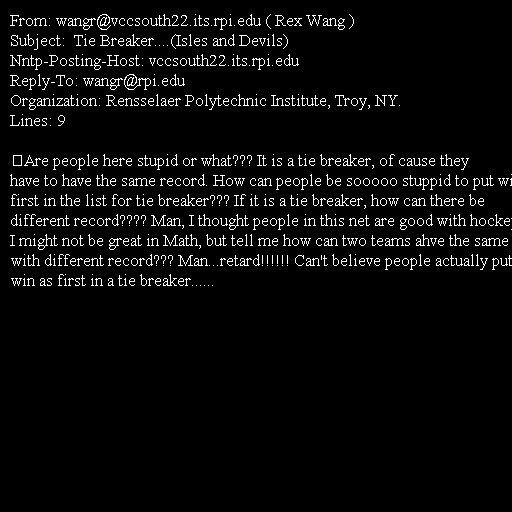 From: wangr@vccsouth22.its.rpi.edu ( Rex Wang )
Subject:  Tie Breaker....(Isles and Devils)
Nntp-Posting-Host: vccsouth22.its.rpi.edu
Reply-To: wangr@rpi.edu
Organization: Rensselaer Polytechnic Institute, Troy, NY.
Lines: 9

Are people here stupid or what??? It is a tie breaker, of cause they
have to have the same record. How can people be sooooo stuppid to put
first in the list for tie breaker??? If it is a tie breaker, how can there be
different record???? Man, I thought people in this net are good with
I might not be great in Math, but tell me how can two teams ahve the same
with different record??? Man...retard!!!!!! Can't believe people actually put
win as first in a tie breaker......